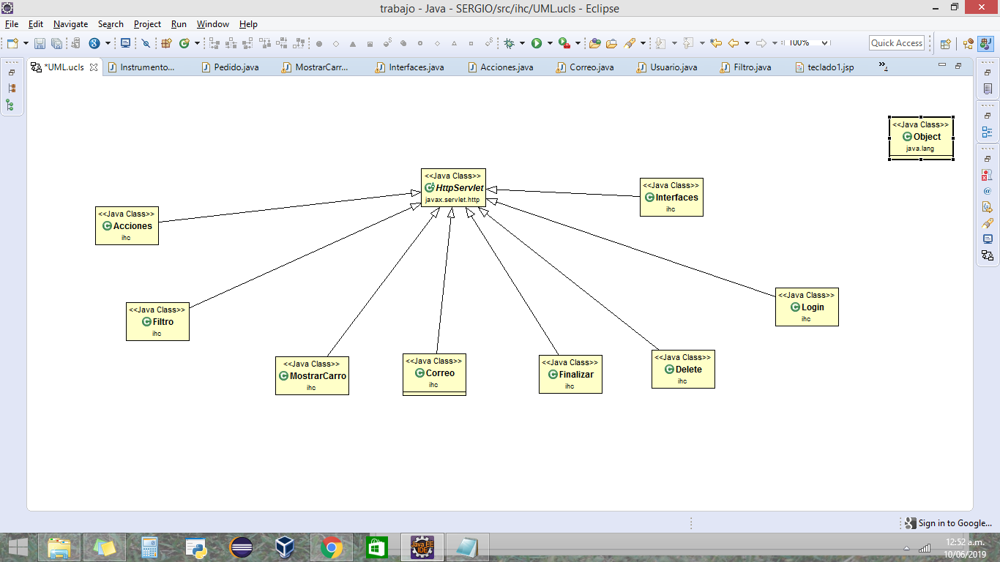 trabajo - Java - SERGIO/src/ihc/UML.ucls - Eclipse
File Edit Navigate Search Project Run Window Help
100%
Quick Access
*UML.ucls
Instrumento...
Pedido.java
MostrarCarr...
Interfaces.java
Acciones.java
Correo.java
Usuario.java
Filtro.java
teclado1.jsp
»4
<<Java Class>>
Object
java.lang
<<Java Class>>
HttpServlet
javax.servlet.http
<<Java Class>>
Interfaces
ihc
<<Java Class>>
Acciones
ihc
<<Java Class>>
Filtro
ihc
<<Java Class>>
Login
ihc
<<Java Class>>
MostrarCarro
ihc
<<Java Class>>
Correo
ihc
<<Java Class>>
Finalizar
ihc
<<Java Class>>
Delete
ihc
Sign in to Google...
Java EE
IDE
12:52 a.m.
10/06/2019